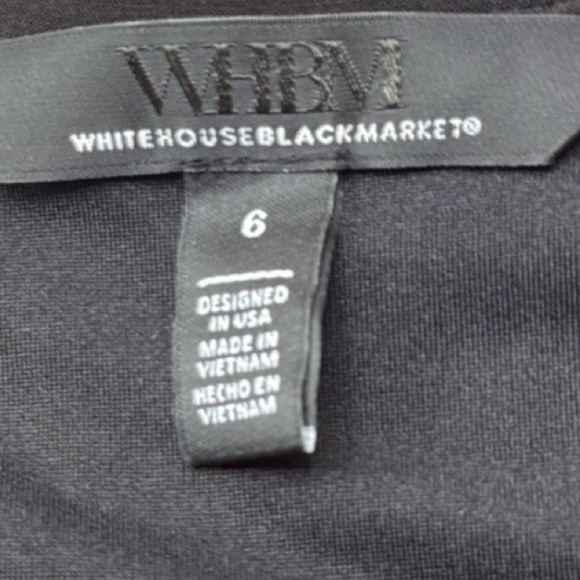 WHBM
WHITEHOUSEBLACKMARKET®
6
DESIGNED
IN USA
MADE IN
VIETNAM
HECHO EN
VIETNAM